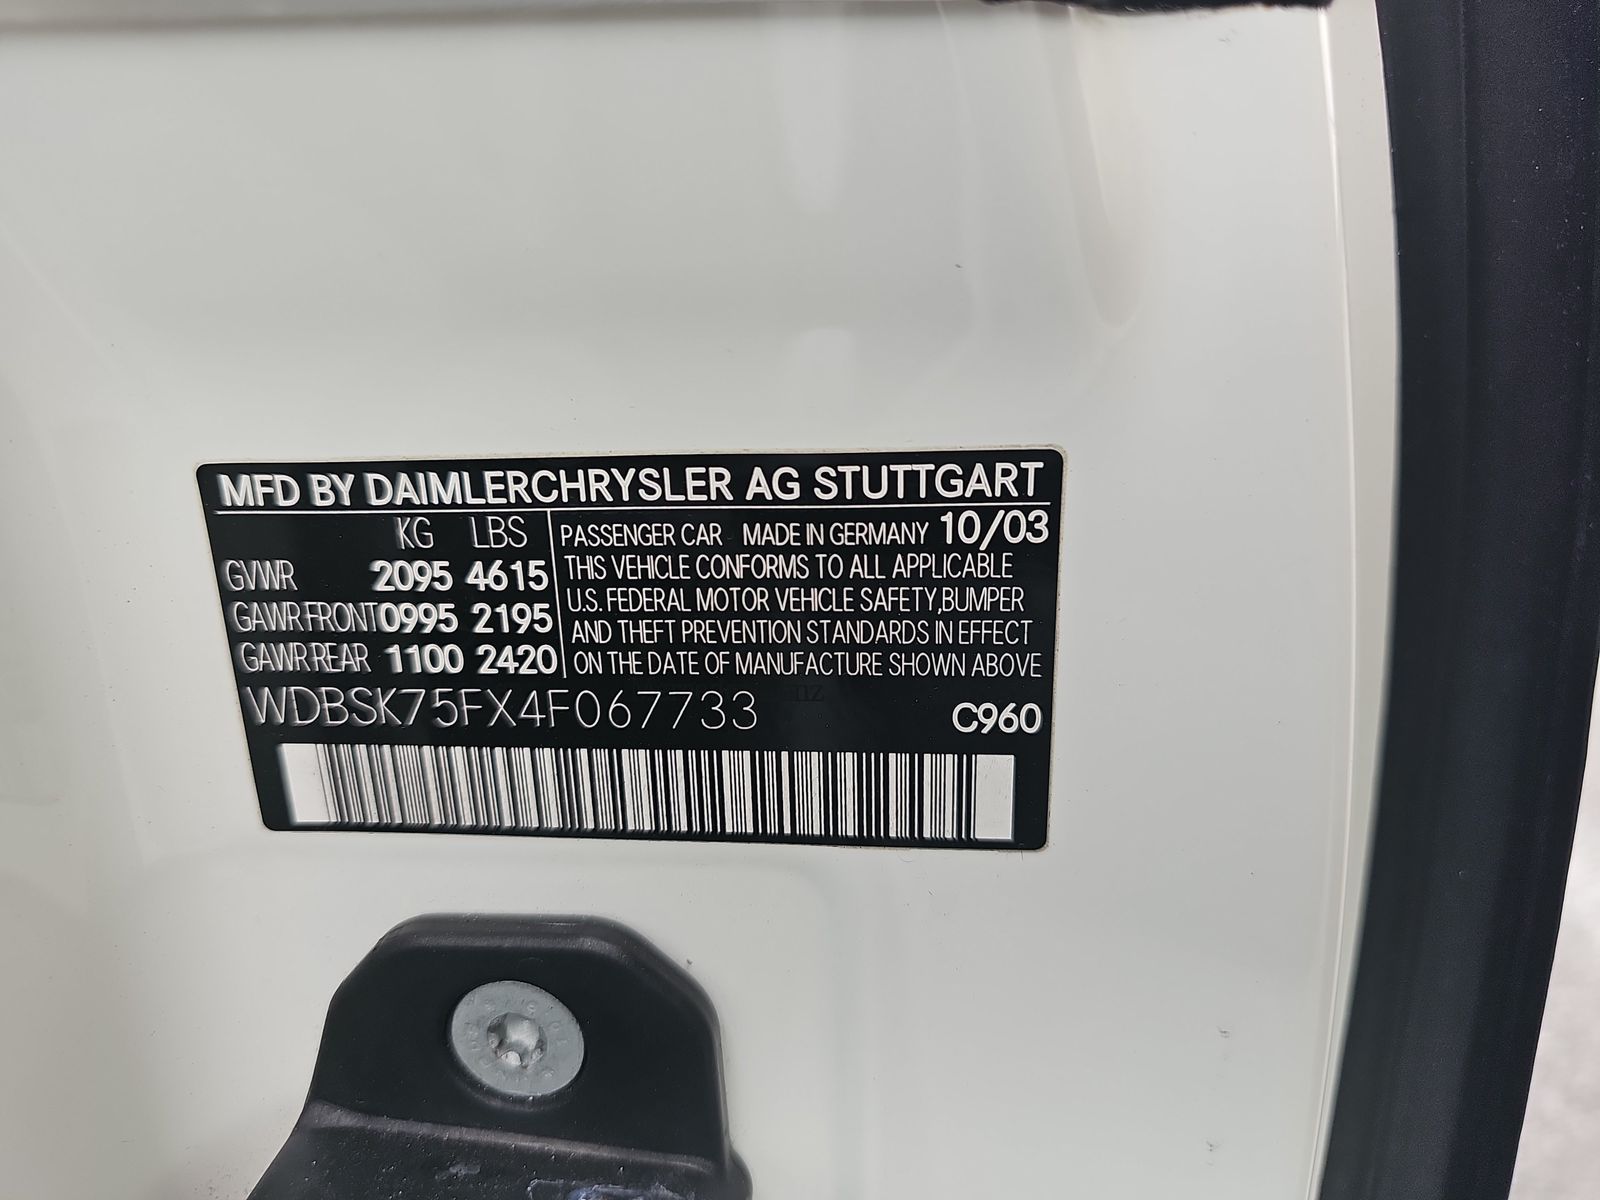 MFD BY DAIMLERCHRYSLER AG STUTTGART
KG LBS
GVWR 2095 4615
GAWR FRONT 0995 2195
GAWR REAR 1100 2420
PASSENGER CAR MADE IN GERMANY 10/03
THIS VEHICLE CONFORMS TO ALL APPLICABLE
U.S. FEDERAL MOTOR VEHICLE SAFETY, BUMPER
AND THEFT PREVENTION STANDARDS IN EFFECT
ON THE DATE OF MANUFACTURE SHOWN ABOVE
WDBSK75FX4F067733
nz
C960